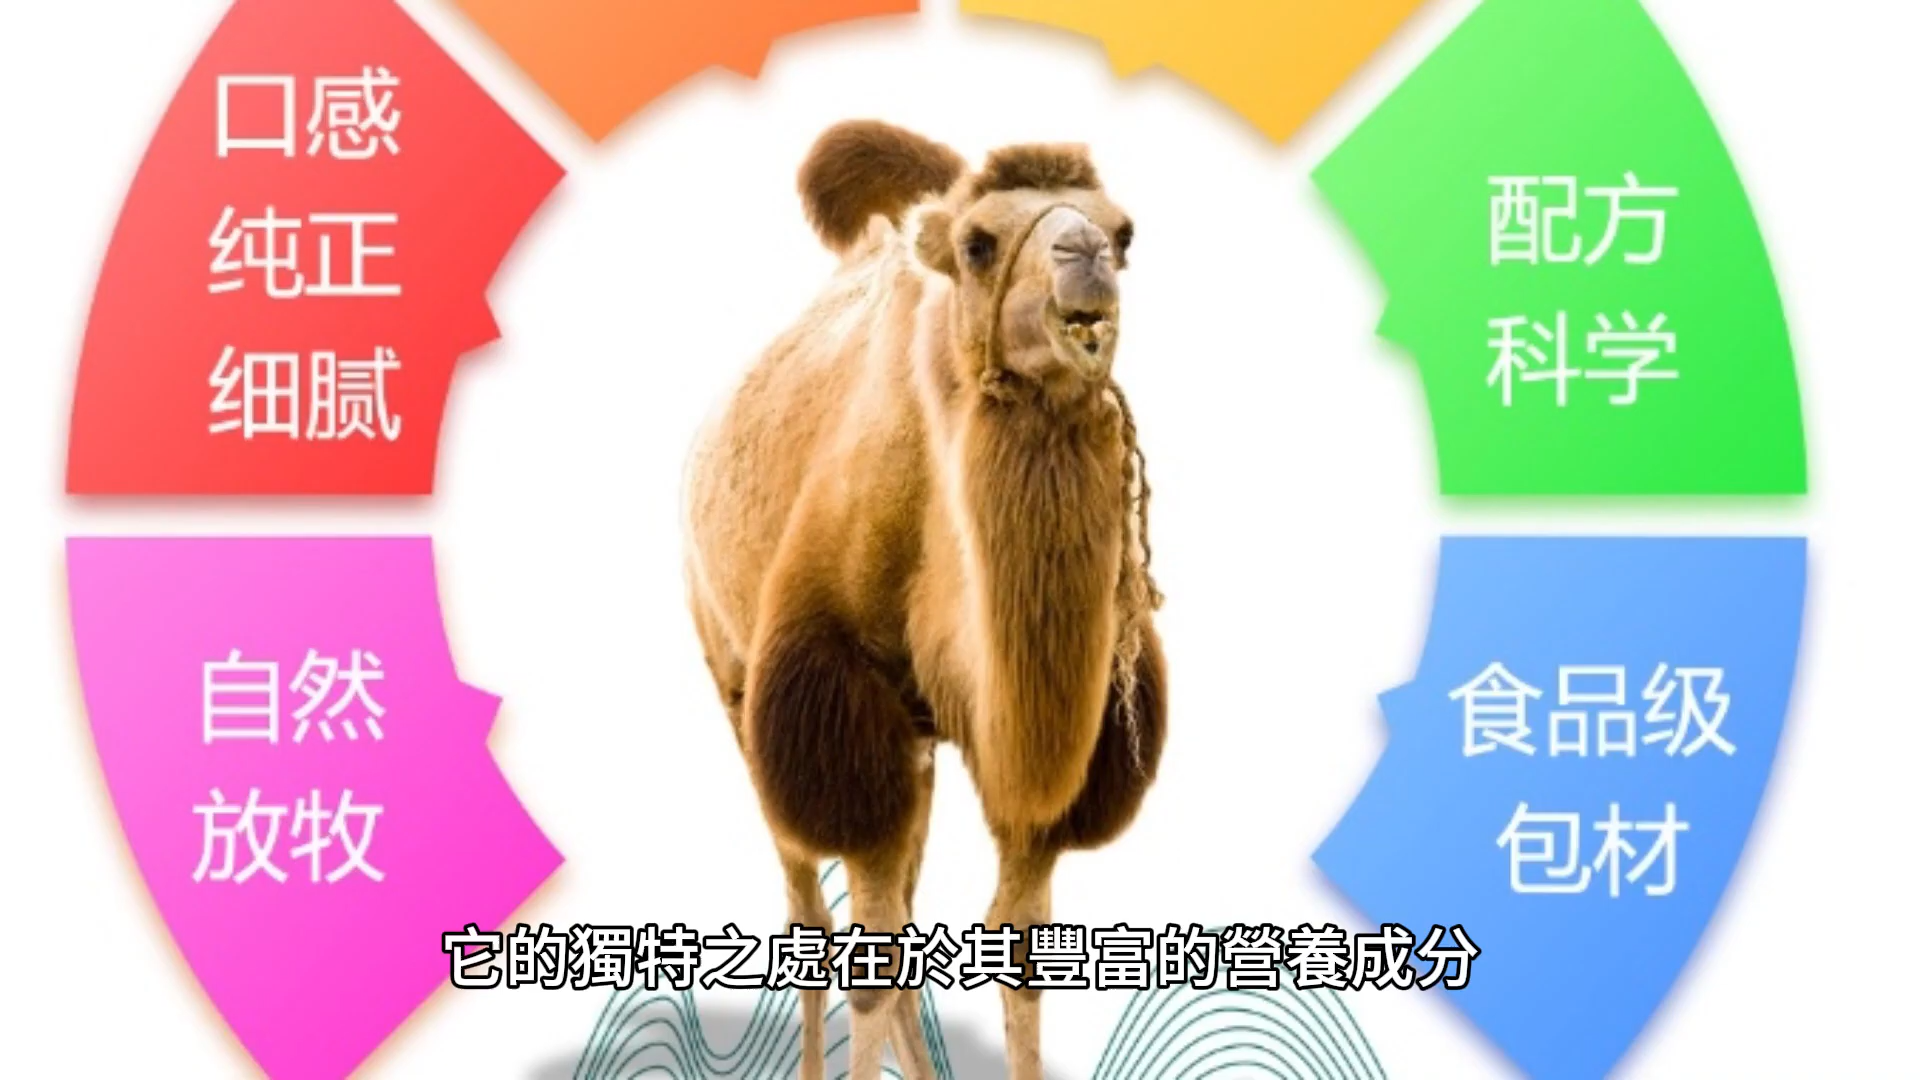 口感
纯正
细腻
配方
科学
自然
放牧
食品级
包材
它的獨特之處在於其豐富的營養成分